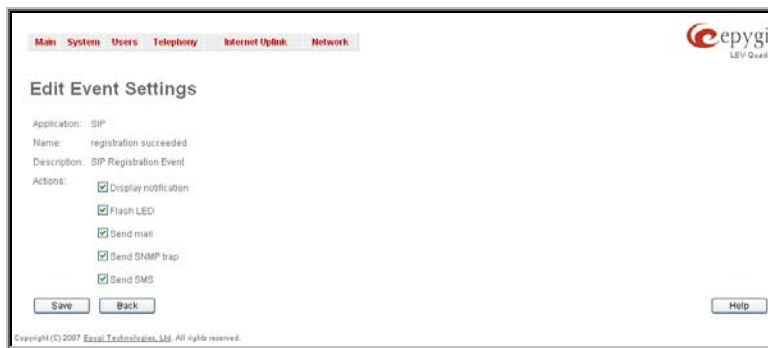 Main System Users Telephony Internet Uplink Network
epygi
LEV-Quad
Edit Event Settings
Application: SIP
Name: registration succeeded
Description: SIP Registration Event
Actions:
Display notification
Flash LED
Send mail
Send SNMP trap
Send SMS
Save Back Help
Copyright (C) 2007 Epygi Technologies, Ltd. All rights reserved.